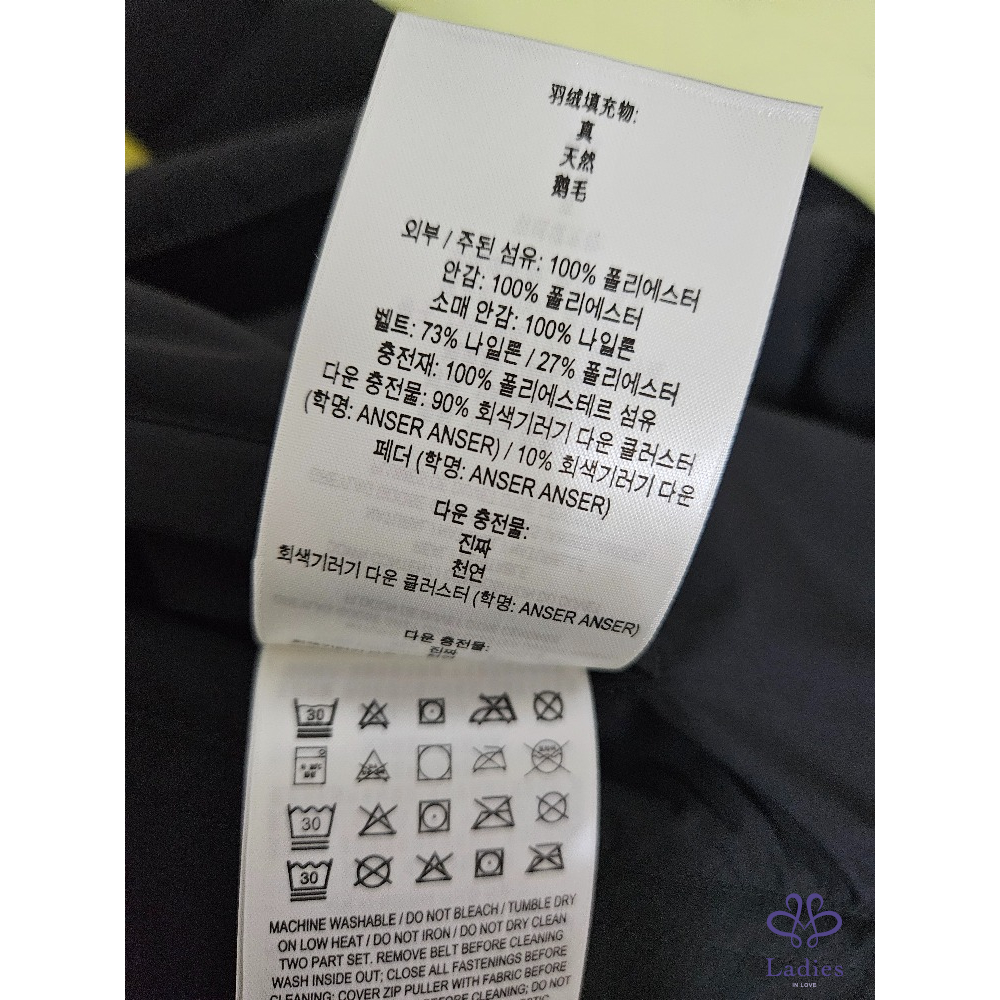 羽绒填充物:
真
天然
鹅毛
외부 / 주된 섬유: 100% 폴리에스터
안감: 100% 폴리에스터
소매 안감: 100% 나일론
벨트: 73% 나일론 / 27% 폴리에스터
충전재: 100% 폴리에스테르 섬유
다운 충전물: 90% 회색기러기 다운 클러스터
(학명: ANSER ANSER) / 10% 회색기러기 다운
페더 (학명: ANSER ANSER)
다운 충전물:
진짜
천연
회색기러기 다운 클러스터 (학명: ANSER ANSER)
다운 충전물:
진짜
30
30
30
MACHINE WASHABLE / DO NOT BLEACH / TUMBLE DRY
ON LOW HEAT / DO NOT IRON / DO NOT DRY CLEAN
TWO PART SET. REMOVE BELT BEFORE CLEANING
WASH INSIDE OUT; CLOSE ALL FASTENINGS BEFORE
CLEANING; COVER ZIP PULLER WITH FABRIC BEFORE
CLEANING; DO NOT
Ladies
IN LOVE